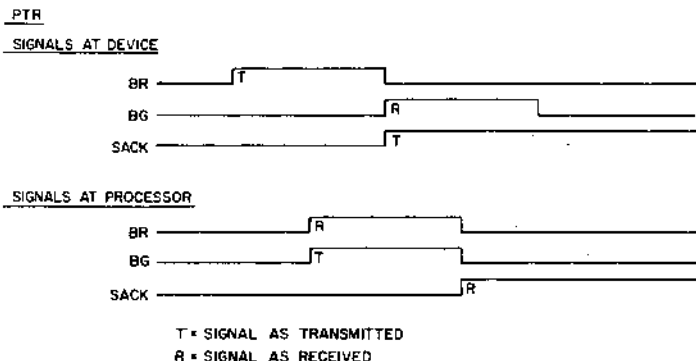 PTR
SIGNALS AT DEVICE
BR T
BG R
SACK T
SIGNALS AT PROCESSOR
BR R
BG T
SACK R
T = SIGNAL AS TRANSMITTED
R = SIGNAL AS RECEIVED